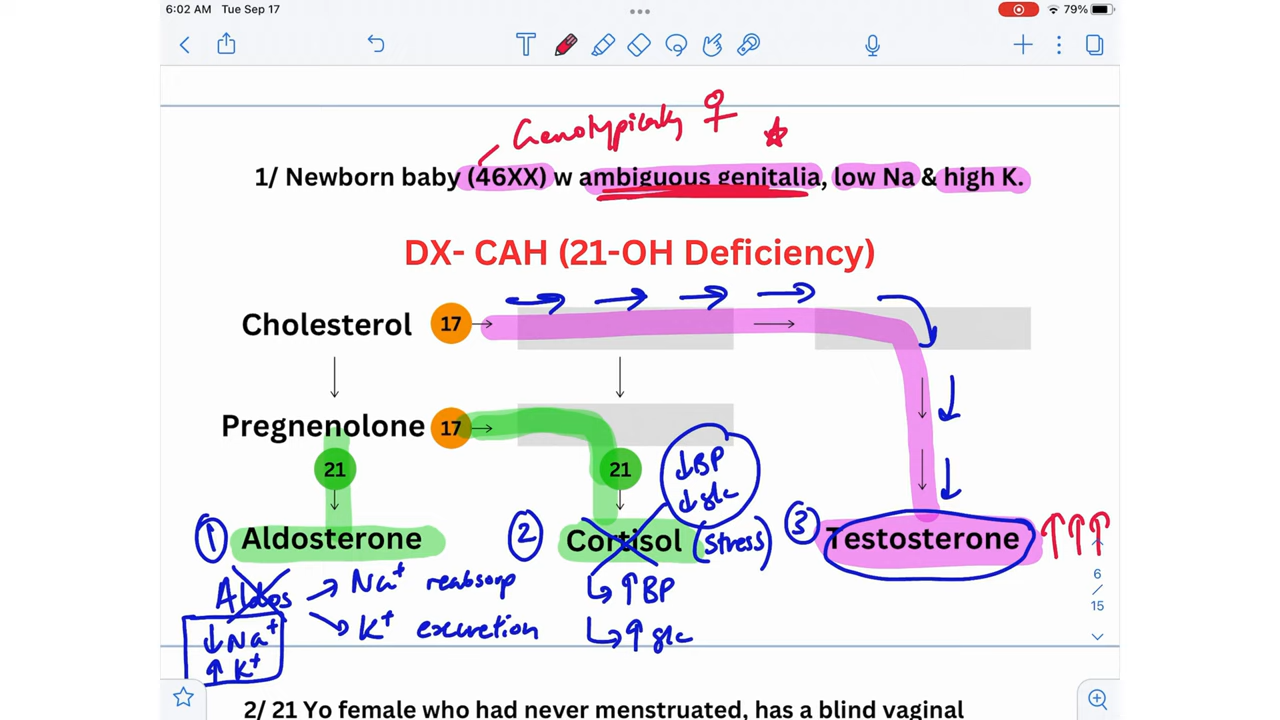 6:02 AM Tue Sep 17
79%
T
Genotypically ♀
1/ Newborn baby (46XX) w ambiguous genitalia, low Na & high K.
DX- CAH (21-OH Deficiency)
Cholesterol 17 →
Pregnenolone 17 →
21
21
↓BP
↓glc
① Aldosterone
② Cortisol (Stress)
③ Testosterone ↑↑↑
Aldos → Na⁺ reabsorp
→ K⁺ excretion
↓Na⁺
↑K⁺
↳ ↑BP
↳ ↑ glc
6
/
15
2/ 21 Yo female who had never menstruated, has a blind vaginal